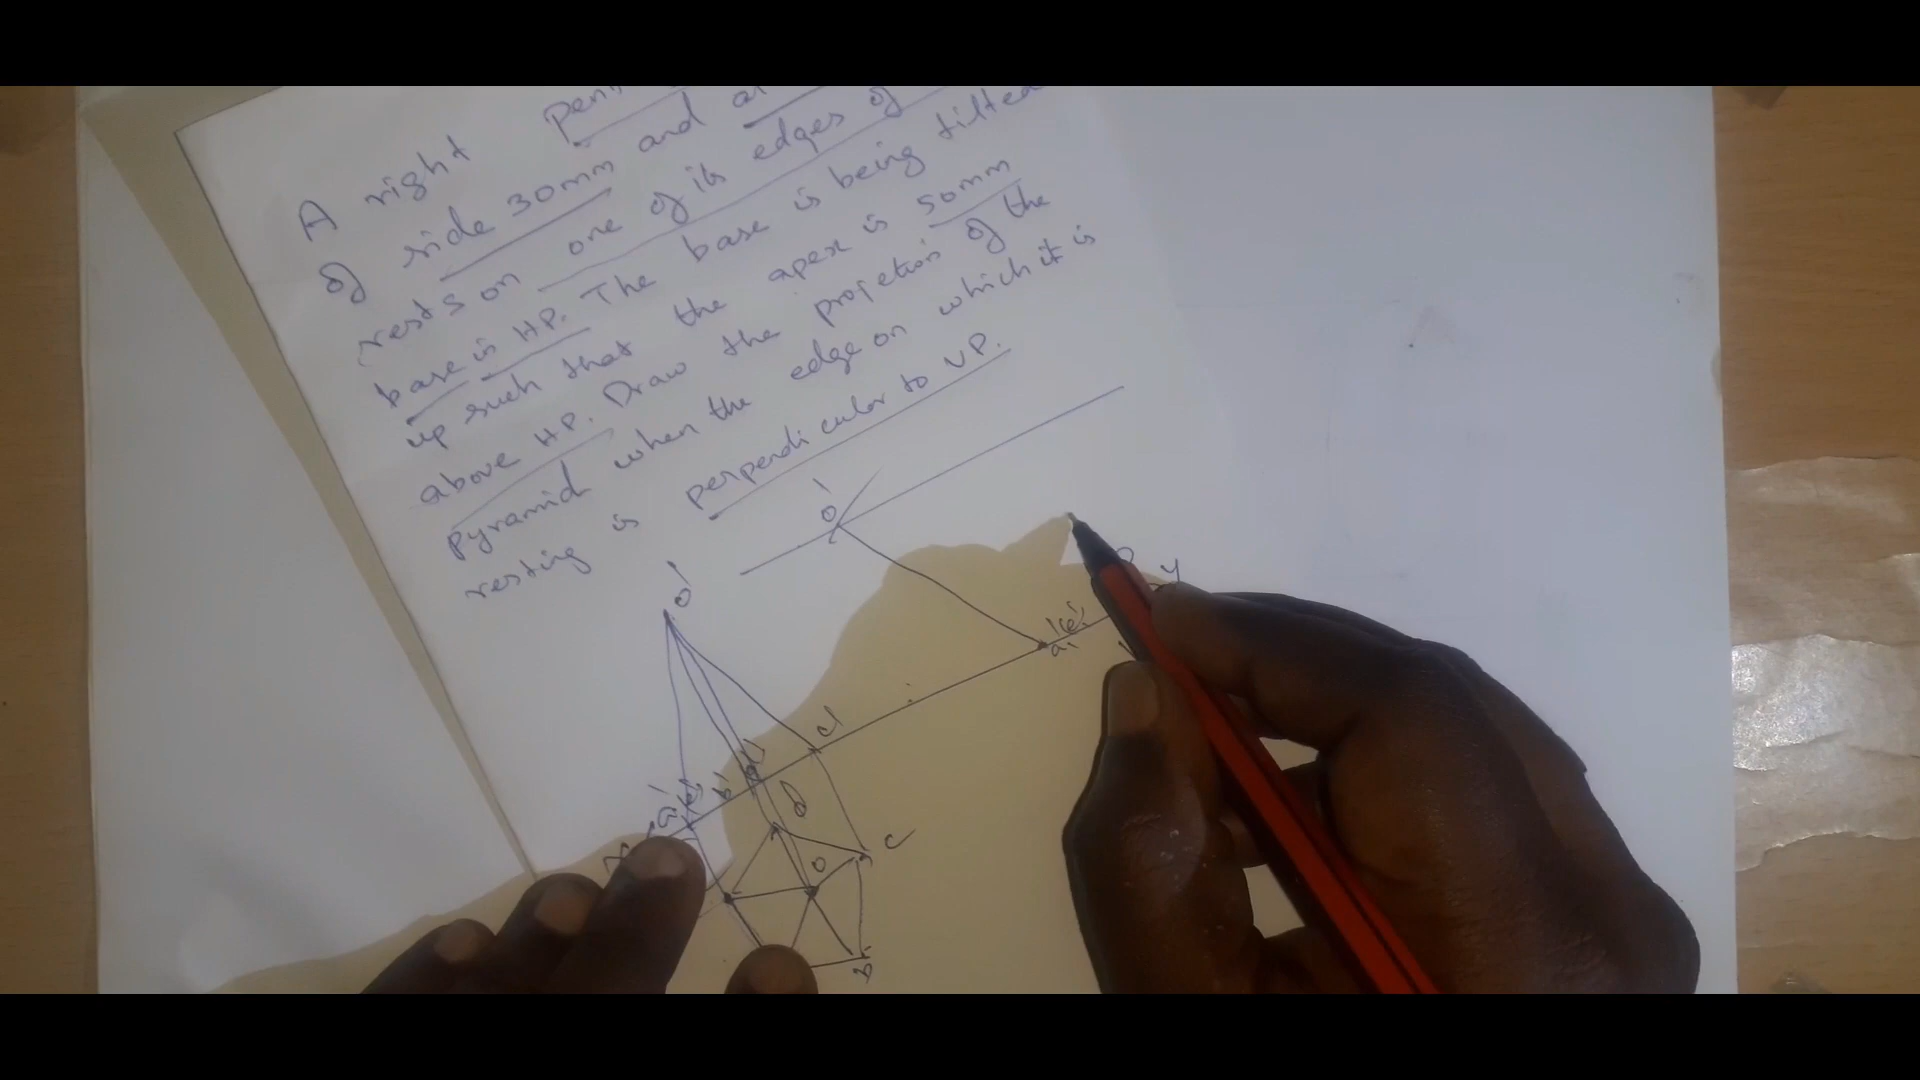 A right
of side 30mm and
rests on one of its edges of
base in HP. The base is being tilted
up such that the apex is 50mm
above HP. Draw the projetion of the
pyramid when the edge on which it is
resting is perpendicular to VP.
o'
o'
a' (e')
Y
c'
a' (e') b' d'
X
d
c
o
b